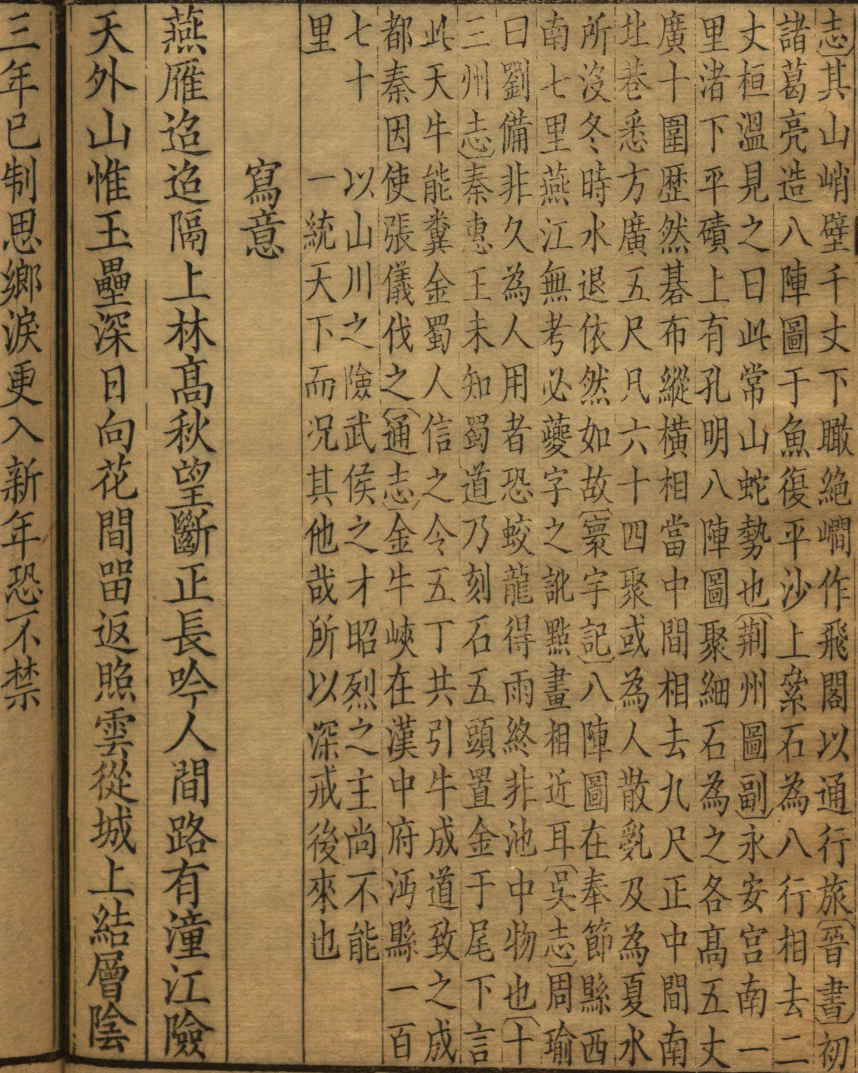 志其山峭壁千丈下瞰絶㵎作飛閣以通行旅晉書初
諸葛亮造八陣圖于魚復平沙上絫石為八行相去二
丈桓溫見之曰此常山蛇勢也荆州圖副永安宮南一
里渚下平磧上有孔明八陣圖聚細石為之各髙五丈
廣十圍歷然碁布縱横相當中間相去九尺正中間南
北巷悉方廣五尺凡六十四聚或為人散亂及為夏水
所沒冬時水退依然如故寰宇記八陣圖在奉節縣西
南七里燕江無考必夔字之訛㸃畫相近耳吳志周瑜
曰劉備非久為人用者恐蛟龍得雨終非池中物也十
三州志秦惠王未知蜀道乃刻石五頭置金于尾下言
此天牛能糞金蜀人信之令五丁共引牛成道致之成
都秦因使張儀伐之通志金牛峽在漢中府沔縣一百
七十
里
以山川之險武侯之才昭烈之主尚不能
一統天下而况其他哉所以深戒後來也
寫意
燕雁迢迢隔上林髙秋望斷正長吟人間路有潼江險
天外山惟玉壘深日向花間畱返照雲從城上結層陰
三年已制思鄉淚更入新年恐不禁